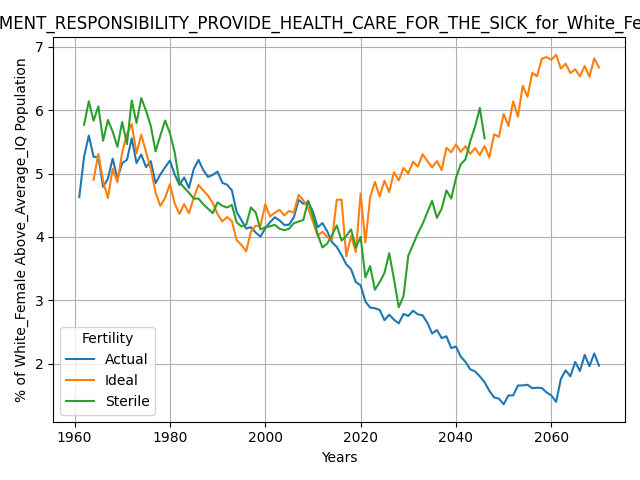 MENT_RESPONSIBILITY_PROVIDE_HEALTH_CARE_FOR_THE_SICK_for_White_Fe
% of White_Female Above_Average_IQ Population
7
6
5
4
3
2
Fertility
Actual
Ideal
Sterile
1960
1980
2000
2020
2040
2060
Years